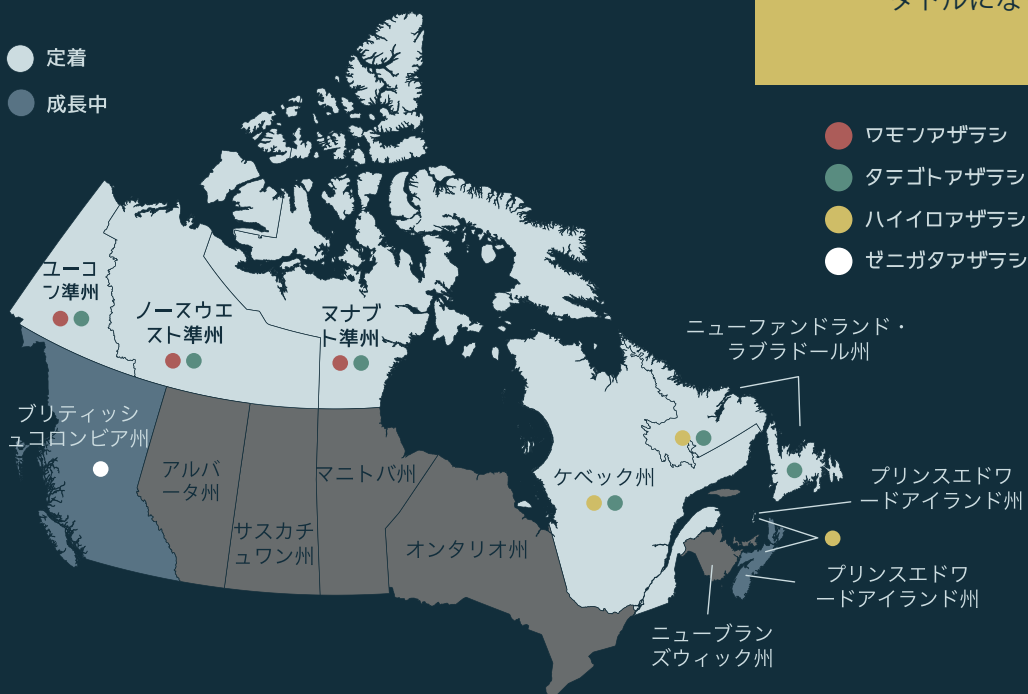 定着
成長中
ワモンアザラシ
タテゴトアザラシ
ハイイロアザラシ
ゼニガタアザラシ
ユーコ
ン準州
ノースウエ
スト準州
ヌナブ
ト準州
ニューファンドランド・
ラブラドール州
ブリティッシ
ュコロンビア州
アルバ
ータ州
マニトバ州
サスカチ
ュワン州
オンタリオ州
ケベック州
プリンスエドワ
ードアイランド州
プリンスエドワ
ードアイランド州
ニューブラン
ズウィック州